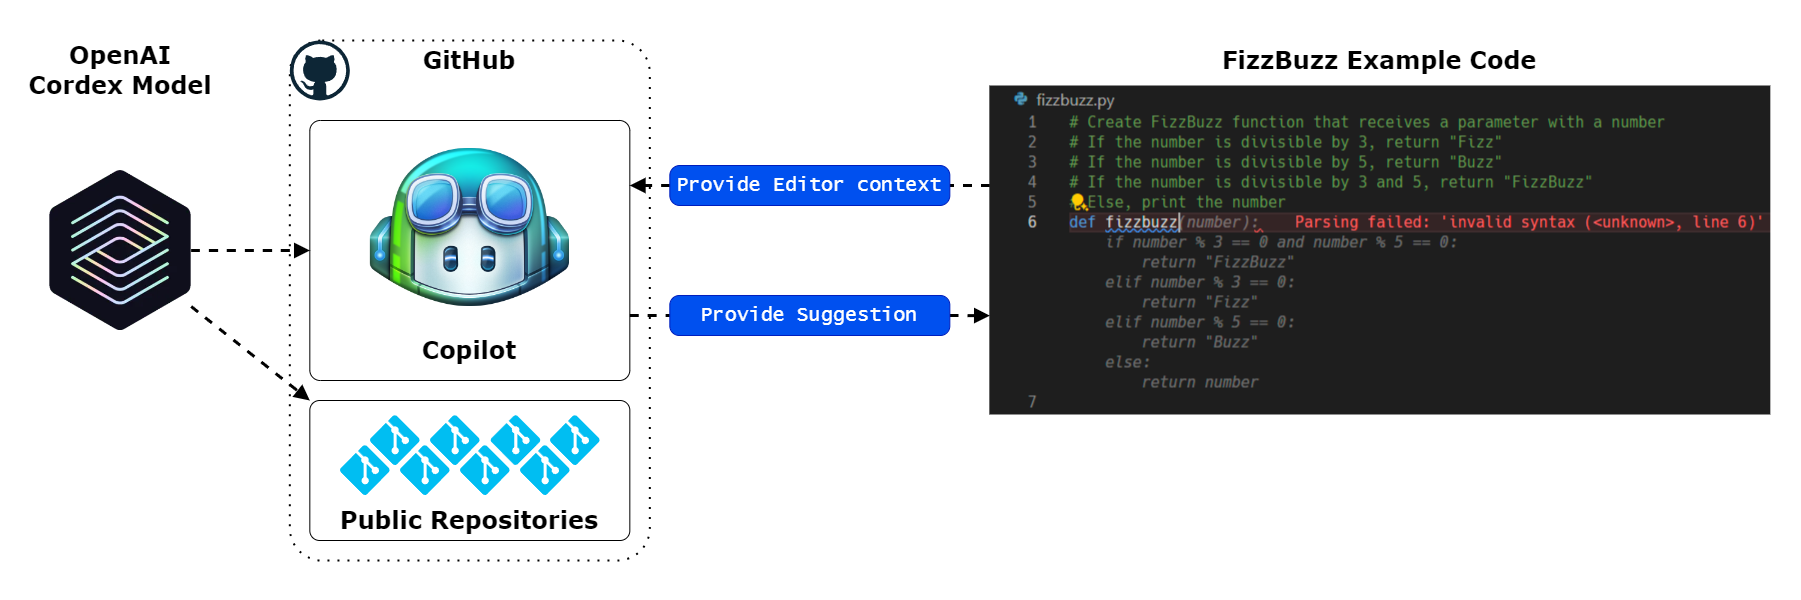 OpenAI
Cordex Model
GitHub
Copilot
Public Repositories
Provide Editor context
Provide Suggestion
FizzBuzz Example Code
fizzbuzz.py
1 # Create FizzBuzz function that receives a parameter with a number
2 # If the number is divisible by 3, return "Fizz"
3 # If the number is divisible by 5, return "Buzz"
4 # If the number is divisible by 3 and 5, return "FizzBuzz"
5 # Else, print the number
6 def fizzbuzz(number): Parsing failed: 'invalid syntax (<unknown>, line 6)'
if number % 3 == 0 and number % 5 == 0:
return "FizzBuzz"
elif number % 3 == 0:
return "Fizz"
elif number % 5 == 0:
return "Buzz"
else:
return number
7